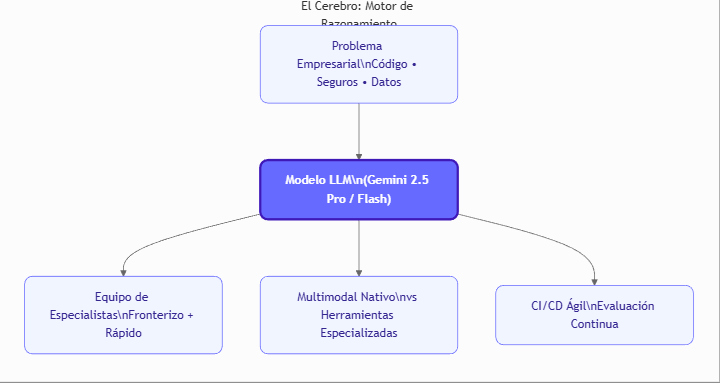 El Cerebro: Motor de
Razonamiento
Problema
Empresarial\nCódigo •
Seguros • Datos
Modelo LLM\n(Gemini 2.5
Pro / Flash)
Equipo de
Especialistas\nFronterizo +
Rápido
Multimodal Nativo\nvs
Herramientas
Especializadas
CI/CD Ágil\nEvaluación
Continua